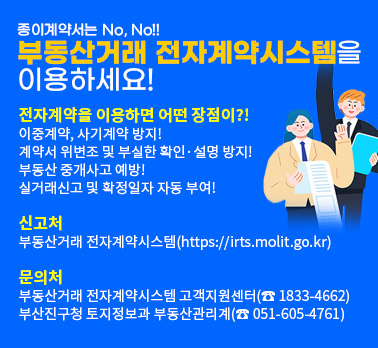 종이계약서는 No, No!!
부동산거래 전자계약시스템을
이용하세요!
전자계약을 이용하면 어떤 장점이?!
이중계약, 사기계약 방지!
계약서 위변조 및 부실한 확인·설명 방지!
부동산 중개사고 예방!
실거래신고 및 확정일자 자동 부여!
신고처
부동산거래 전자계약시스템(https://irts.molit.go.kr)
문의처
부동산거래 전자계약시스템 고객지원센터(☎ 1833-4662)
부산진구청 토지정보과 부동산관리계(☎ 051-605-4761)